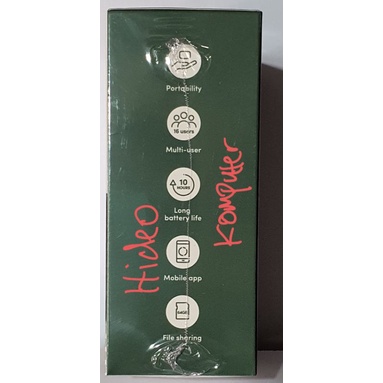 Portability
16 users
Multi-user
10
HOURS
Long
battery life
Mobile app
64GB
File sharing
Hideo
Komputer